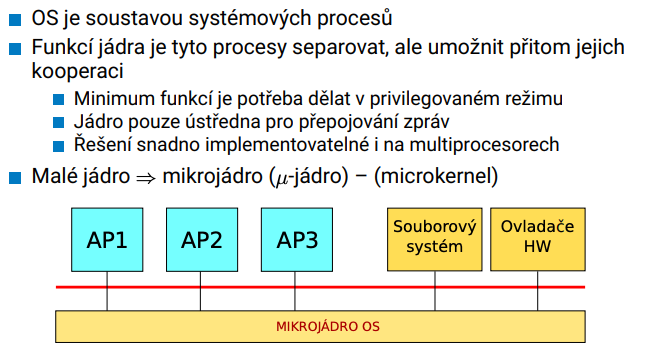 OS je soustavou systémových procesů
Funkcí jádra je tyto procesy separovat, ale umožnit přitom jejich
kooperaci
Minimum funkcí je potřeba dělat v privilegovaném režimu
Jádro pouze ústředna pro přepojování zpráv
Řešení snadno implementovatelné i na multiprocesorech
Malé jádro ⇒ mikrojádro (μ-jádro) – (microkernel)
AP1 AP2 AP3 Souborový Ovladače
systém HW
MIKROJÁDRO OS